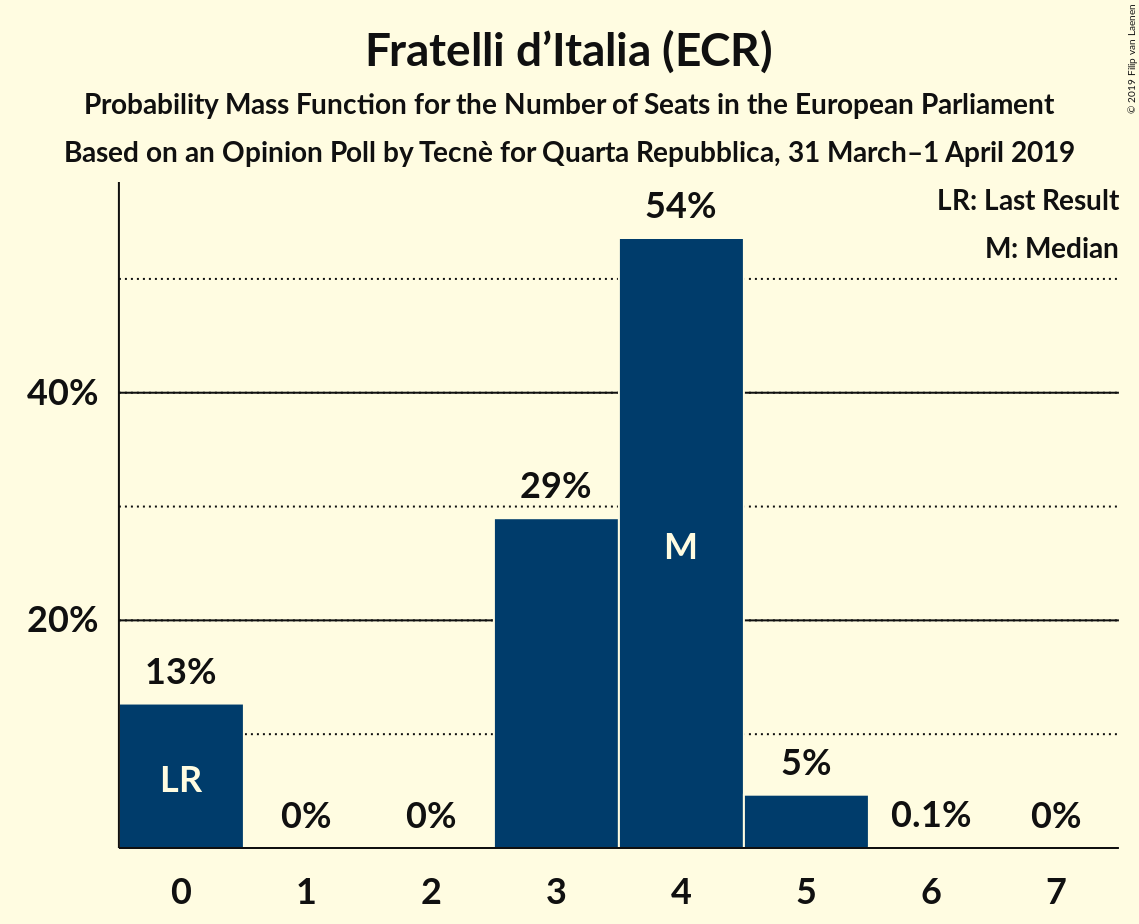 Fratelli d’Italia (ECR)
Probability Mass Function for the Number of Seats in the European Parliament
Based on an Opinion Poll by Tecnè for Quarta Repubblica, 31 March–1 April 2019
© 2019 Filip van Laenen
LR: Last Result
M: Median
54%
40%
29%
M
20%
13%
LR
0%
0%
5%
0.1%
0%
0 1 2 3 4 5 6 7